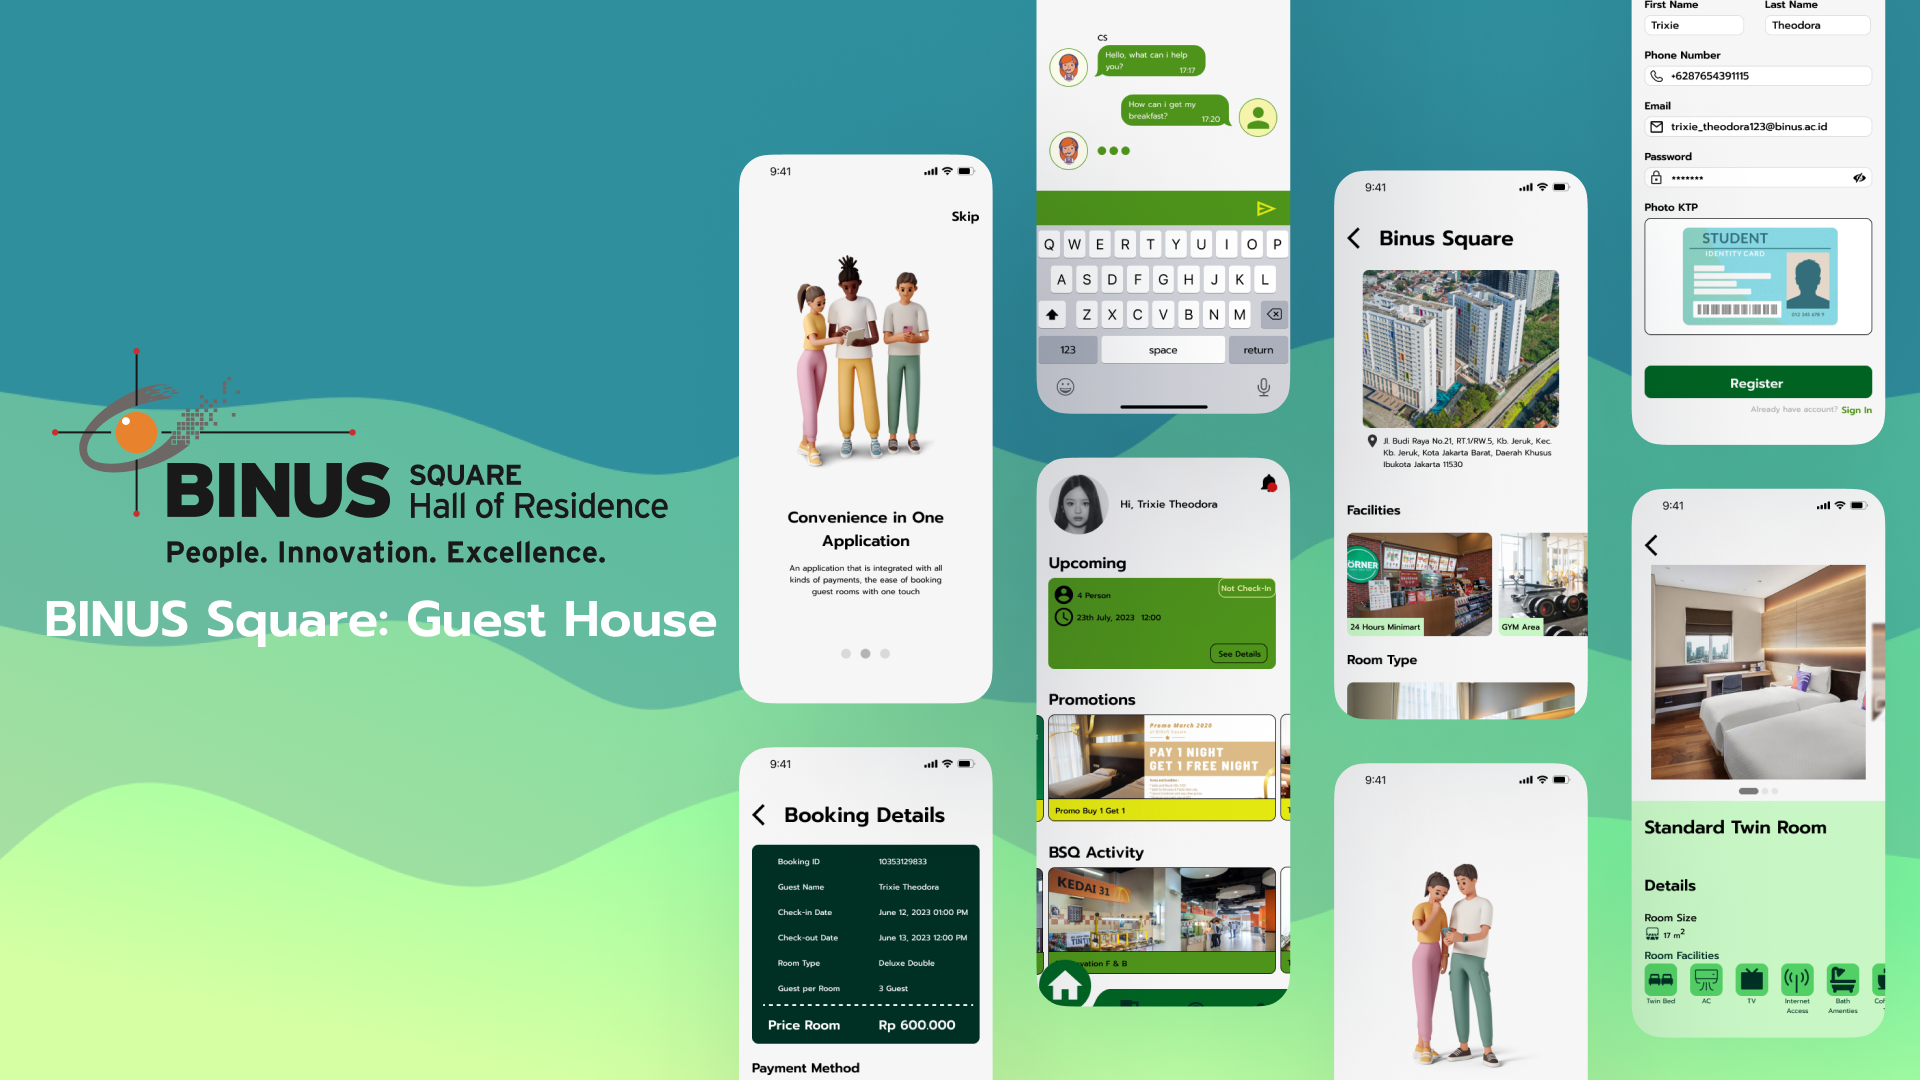 BINUS
SQUARE
Hall of Residence
People. Innovation. Excellence.
BINUS Square: Guest House
9:41
Skip
Convenience in One
Application
An application that is integrated with all
kinds of payments, the ease of booking
guest rooms with one touch
9:41
Booking Details
Booking ID 10353129833
Guest Name Trixie Theodora
Check-in Date June 12, 2023 01:00 PM
Check-out Date June 13, 2023 12:00 PM
Room Type Deluxe Double
Guest per Room 3 Guest
Price Room Rp 600.000
Payment Method
CS
Hello, what can i help
you?
17:17
How can i get my
breakfast?
17:20
Q W E R T Y U I O P
A S D F G H J K L
Z X C V B N M
123 space return
Hi, Trixie Theodora
Upcoming
Not Check-In
4 Person
23th July, 2023 12:00
See Details
Promotions
Promo March 2020
PAY 1 NIGHT
GET 1 FREE NIGHT
Promo Buy 1 Get 1
BSQ Activity
KEDAI 31
F & B
9:41
Binus Square
Jl. Budi Raya No.21, RT.1/RW.5, Kb. Jeruk, Kec.
Kb. Jeruk, Kota Jakarta Barat, Daerah Khusus
Ibukota Jakarta 11530
Facilities
ORNER
24 Hours Minimart
GYM Area
Room Type
9:41
First Name Last Name
Trixie Theodora
Phone Number
+6287654391115
Email
trixie_theodora123@binus.ac.id
Password
*******
Photo KTP
STUDENT
IDENTITY CARD
012 345 678 9
Register
Already have account? Sign In
9:41
Standard Twin Room
Details
Room Size
17 m²
Room Facilities
Twin Bed
AC
TV
Internet
Access
Bath
Amenties